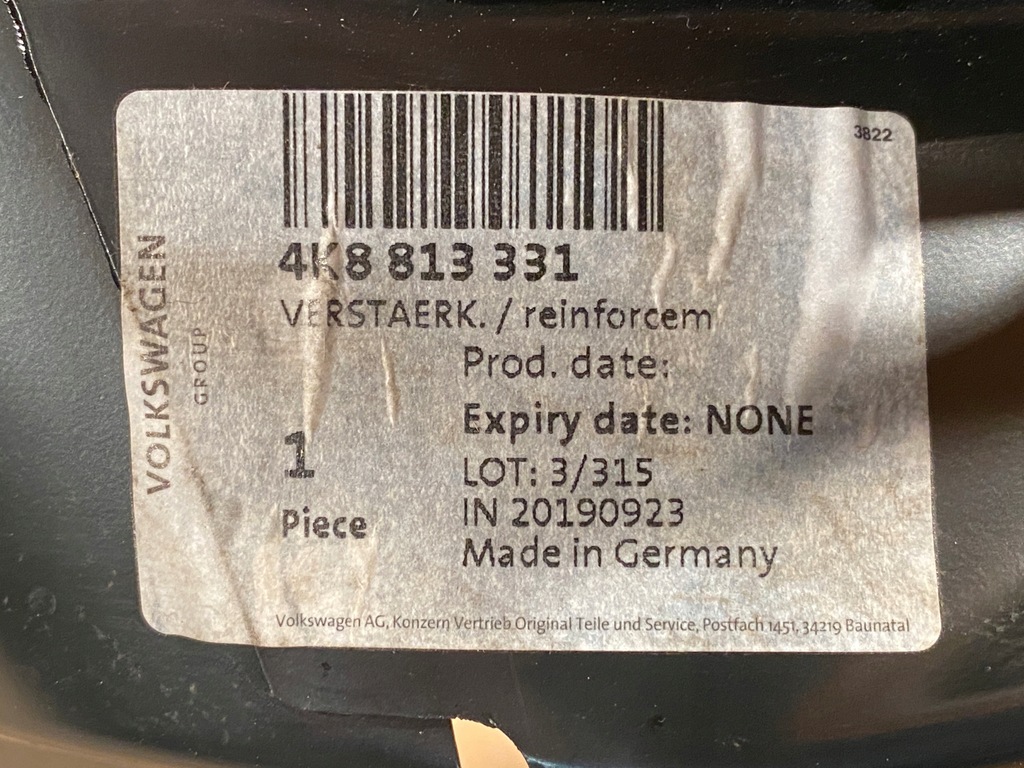 3822
4K8 813 331
VERSTAERK. / reinforcem
Prod. date:
Expiry date: NONE
1
LOT: 3/315
Piece
IN 20190923
Made in Germany
VOLKSWAGEN
GROUP
Volkswagen AG, Konzern Vertrieb Original Teile und Service, Postfach 1451, 34219 Baunatal